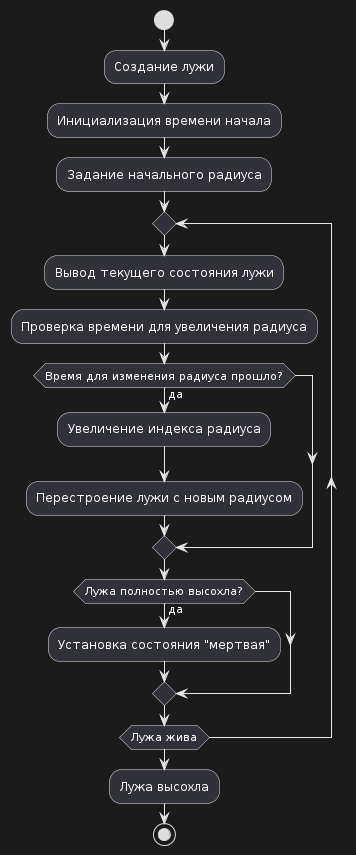 Создание лужи
Инициализация времени начала
Задание начального радиуса
Вывод текущего состояния лужи
Проверка времени для увеличения радиуса
Время для изменения радиуса прошло?
да
Увеличение индекса радиуса
Перестроение лужи с новым радиусом
Лужа полностью высохла?
да
Установка состояния "мертвая"
Лужа жива
Лужа высохла